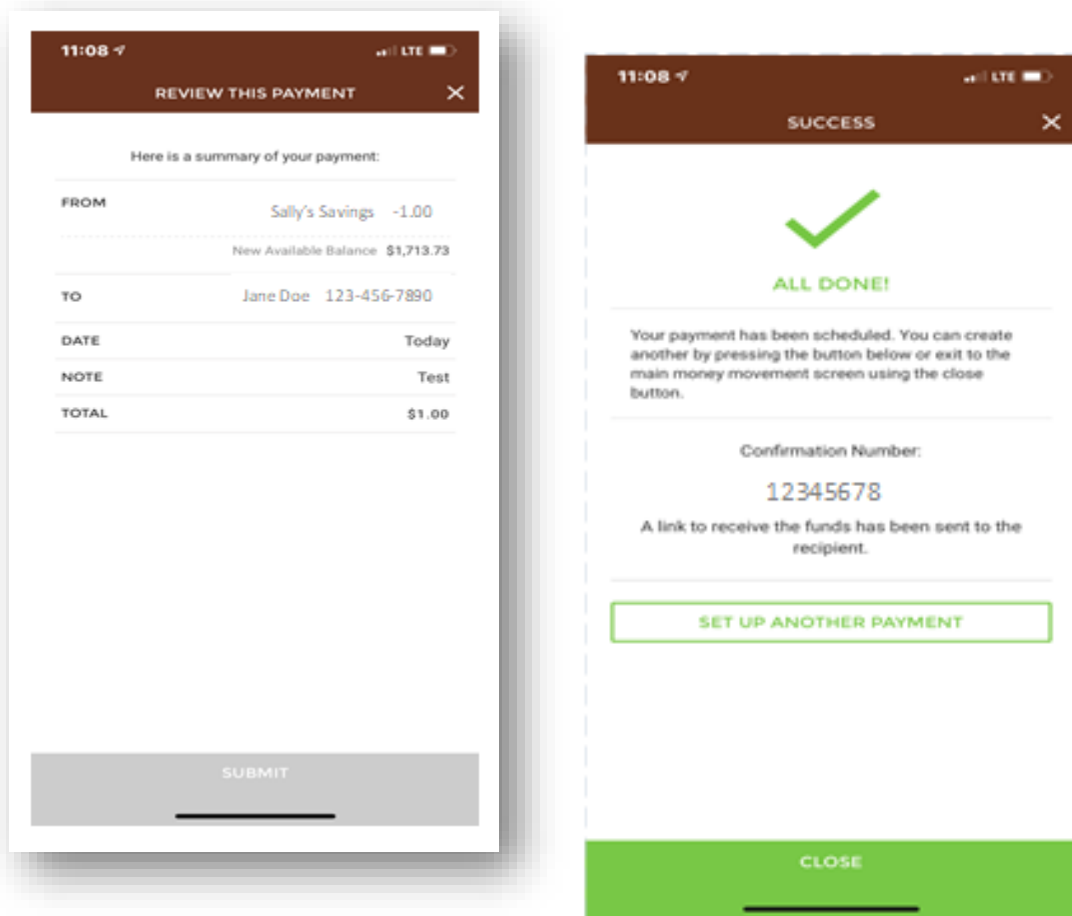 11:08 LTE
REVIEW THIS PAYMENT
Here is a summary of your payment:
FROM Sally's Savings -1.00
New Available Balance $1,713.73
TO Jane Doe 123-456-7890
DATE Today
NOTE Test
TOTAL $1.00
SUBMIT
11:08 LTE
SUCCESS
ALL DONE!
Your payment has been scheduled. You can create
another by pressing the button below or exit to the
main money movement screen using the close
button.
Confirmation Number:
12345678
A link to receive the funds has been sent to the
recipient.
SET UP ANOTHER PAYMENT
CLOSE